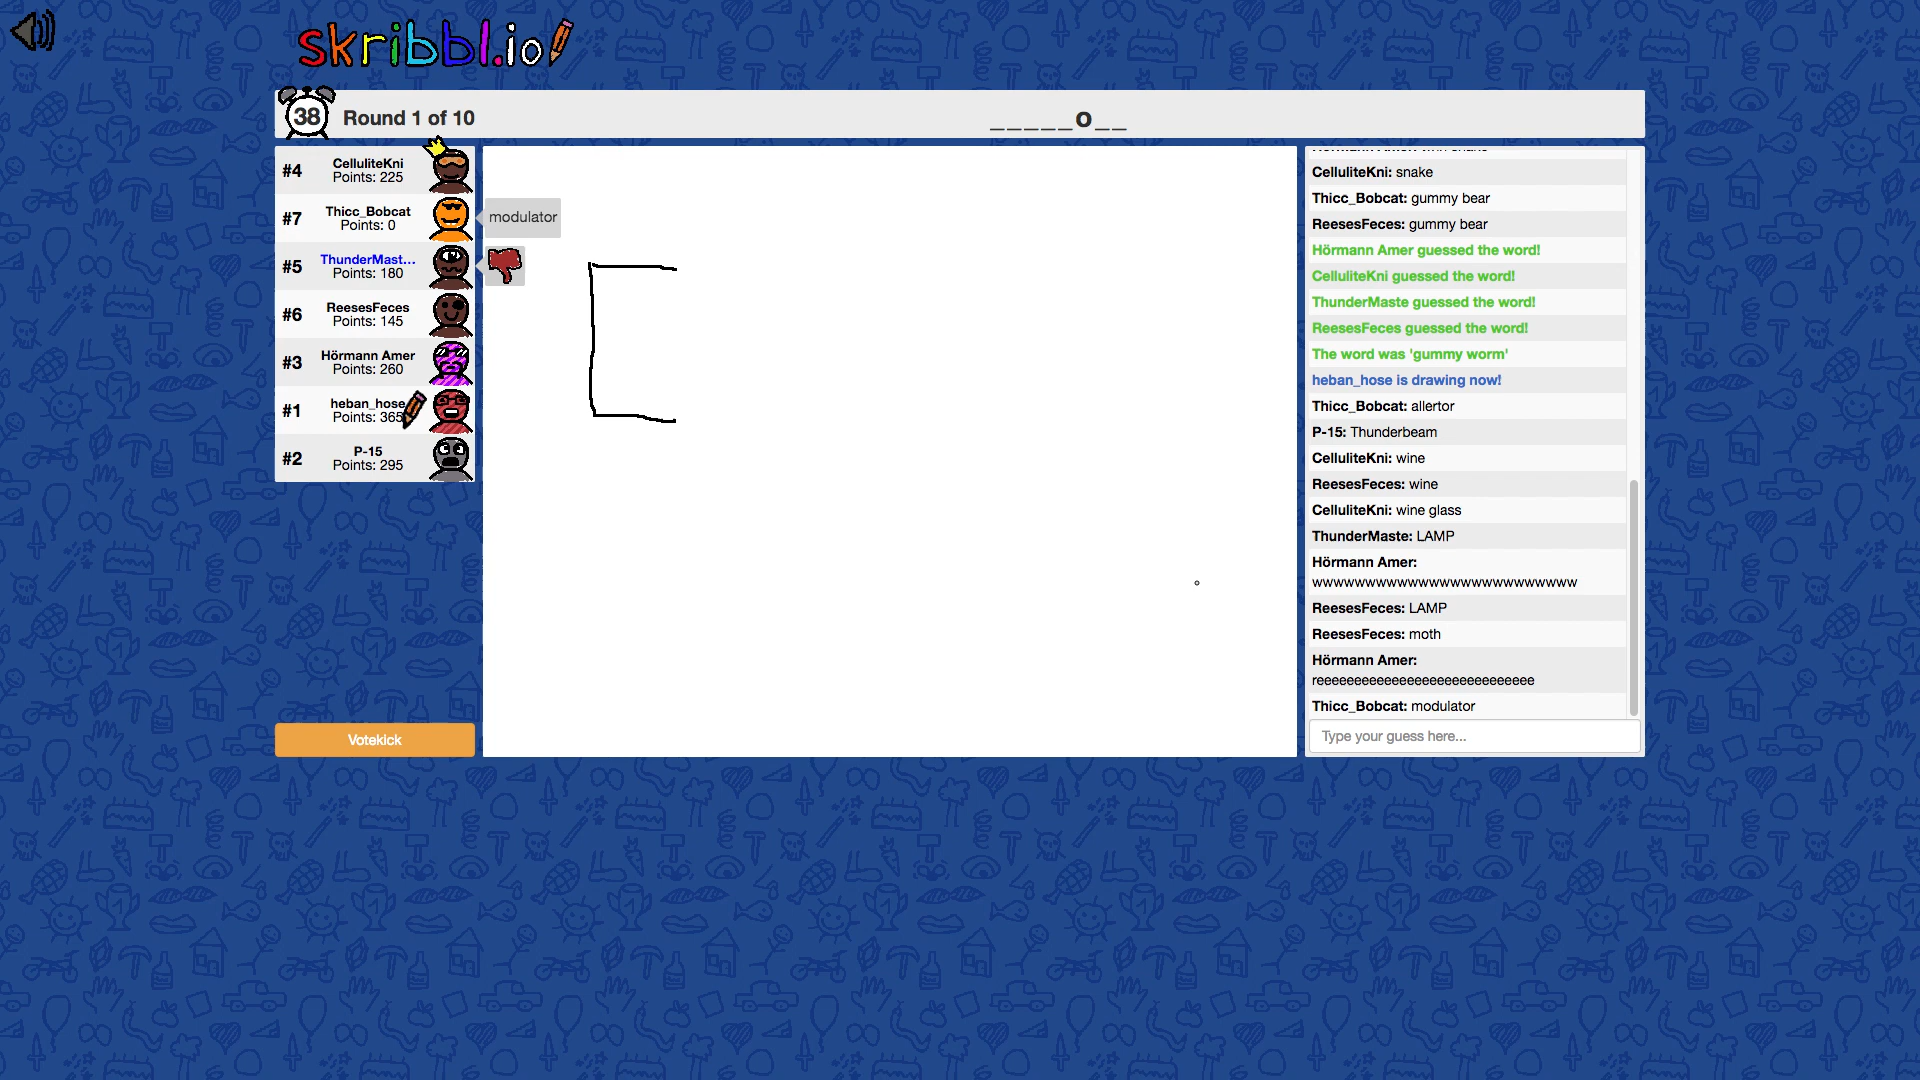 skribbl.io
38
Round 1 of 10
_____o__
#4
CelluliteKni
Points: 225
#7
Thicc_Bobcat
Points: 0
#5
ThunderMast...
Points: 180
#6
ReesesFeces
Points: 145
#3
Hörmann Amer
Points: 260
#1
heban_hose
Points: 365
#2
P-15
Points: 295
Votekick
modulator
CelluliteKni: snake
Thicc_Bobcat: gummy bear
ReesesFeces: gummy bear
Hörmann Amer guessed the word!
CelluliteKni guessed the word!
ThunderMaste guessed the word!
ReesesFeces guessed the word!
The word was 'gummy worm'
heban_hose is drawing now!
Thicc_Bobcat: allertor
P-15: Thunderbeam
CelluliteKni: wine
ReesesFeces: wine
CelluliteKni: wine glass
ThunderMaste: LAMP
Hörmann Amer:
wwwwwwwwwwwwwwwwwwwwwwwww
ReesesFeces: LAMP
ReesesFeces: moth
Hörmann Amer:
reeeeeeeeeeeeeeeeeeeeeeeeeeee
Thicc_Bobcat: modulator
Type your guess here...